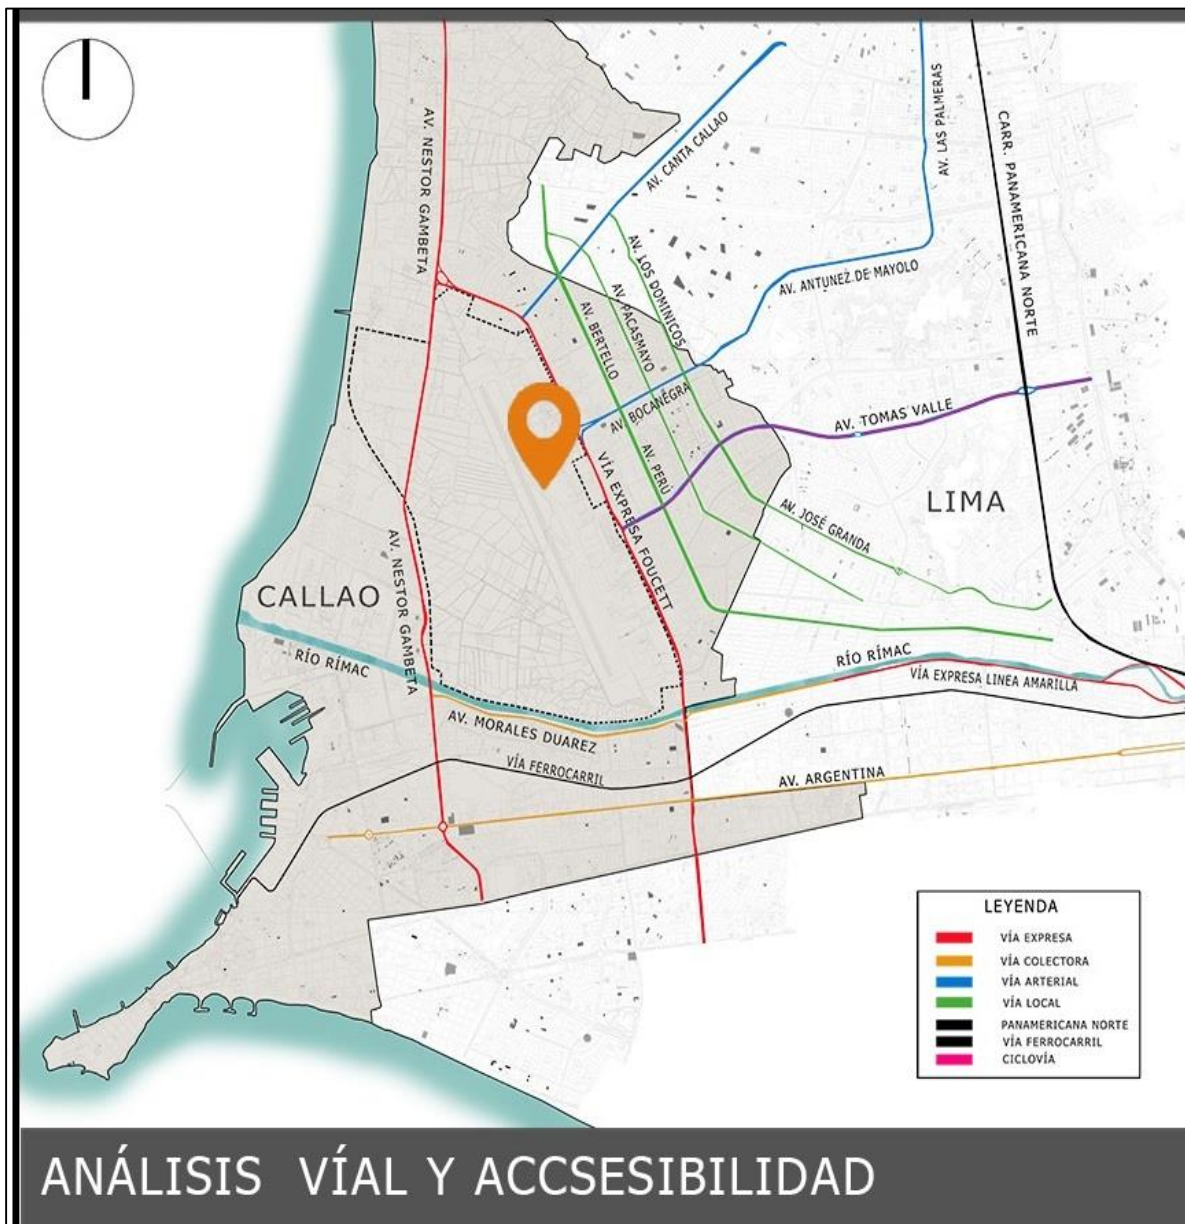 AV. NESTOR GAMBETA
AV. CANTA CALLAO
AV. LAS PALMERAS
CARR. PANAMERICANA NORTE
AV. LOS DOMINICOS
AV. ANTUNEZ DE MAYOLO
AV. PACASMAYO
AV. BERTELLO
AV. BOCANEGRA
AV. TOMAS VALLE
AV. PERÚ
VÍA EXPRESA FOUCETT
LIMA
AV. JOSÉ GRANDA
AV. NESTOR GAMBETA
CALLAO
RÍO RÍMAC
RÍO RÍMAC
VÍA EXPRESA LINEA AMARILLA
AV. MORALES DUAREZ
VÍA FERROCARRIL
AV. ARGENTINA
LEYENDA
VÍA EXPRESA
VÍA COLECTORA
VÍA ARTERIAL
VÍA LOCAL
PANAMERICANA NORTE
VÍA FERROCARRIL
CICLOVÍA
ANÁLISIS VÍAL Y ACCSESIBILIDAD